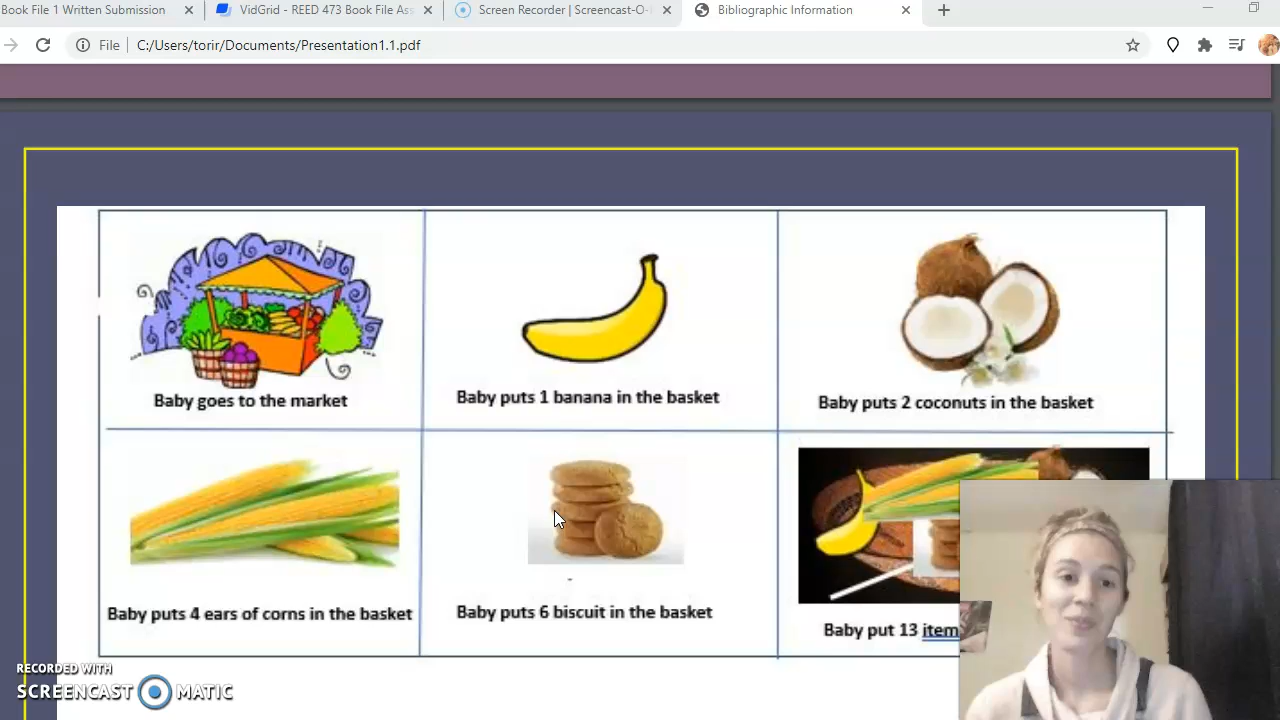 Book File 1 Written Submission
VidGrid - REED 473 Book File Ass
Screen Recorder | Screencast-O-
Bibliographic Information
File
C:/Users/torir/Documents/Presentation1.1.pdf
Baby goes to the market
Baby puts 1 banana in the basket
Baby puts 2 coconuts in the basket
Baby puts 4 ears of corns in the basket
Baby puts 6 biscuit in the basket
Baby put 13 item
RECORDED WITH
SCREENCAST MATIC